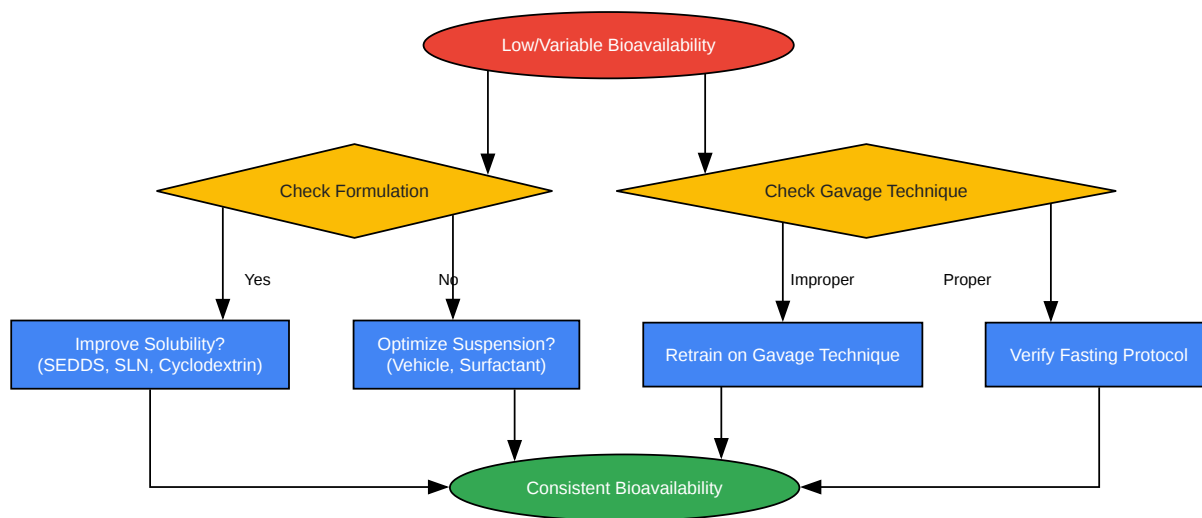 Low/Variable Bioavailability
Check Formulation
Check Gavage Technique
Yes
No
Improper
Proper
Improve Solubility?
(SEDDS, SLN, Cyclodextrin)
Optimize Suspension?
(Vehicle, Surfactant)
Retrain on Gavage Technique
Verify Fasting Protocol
Consistent Bioavailability